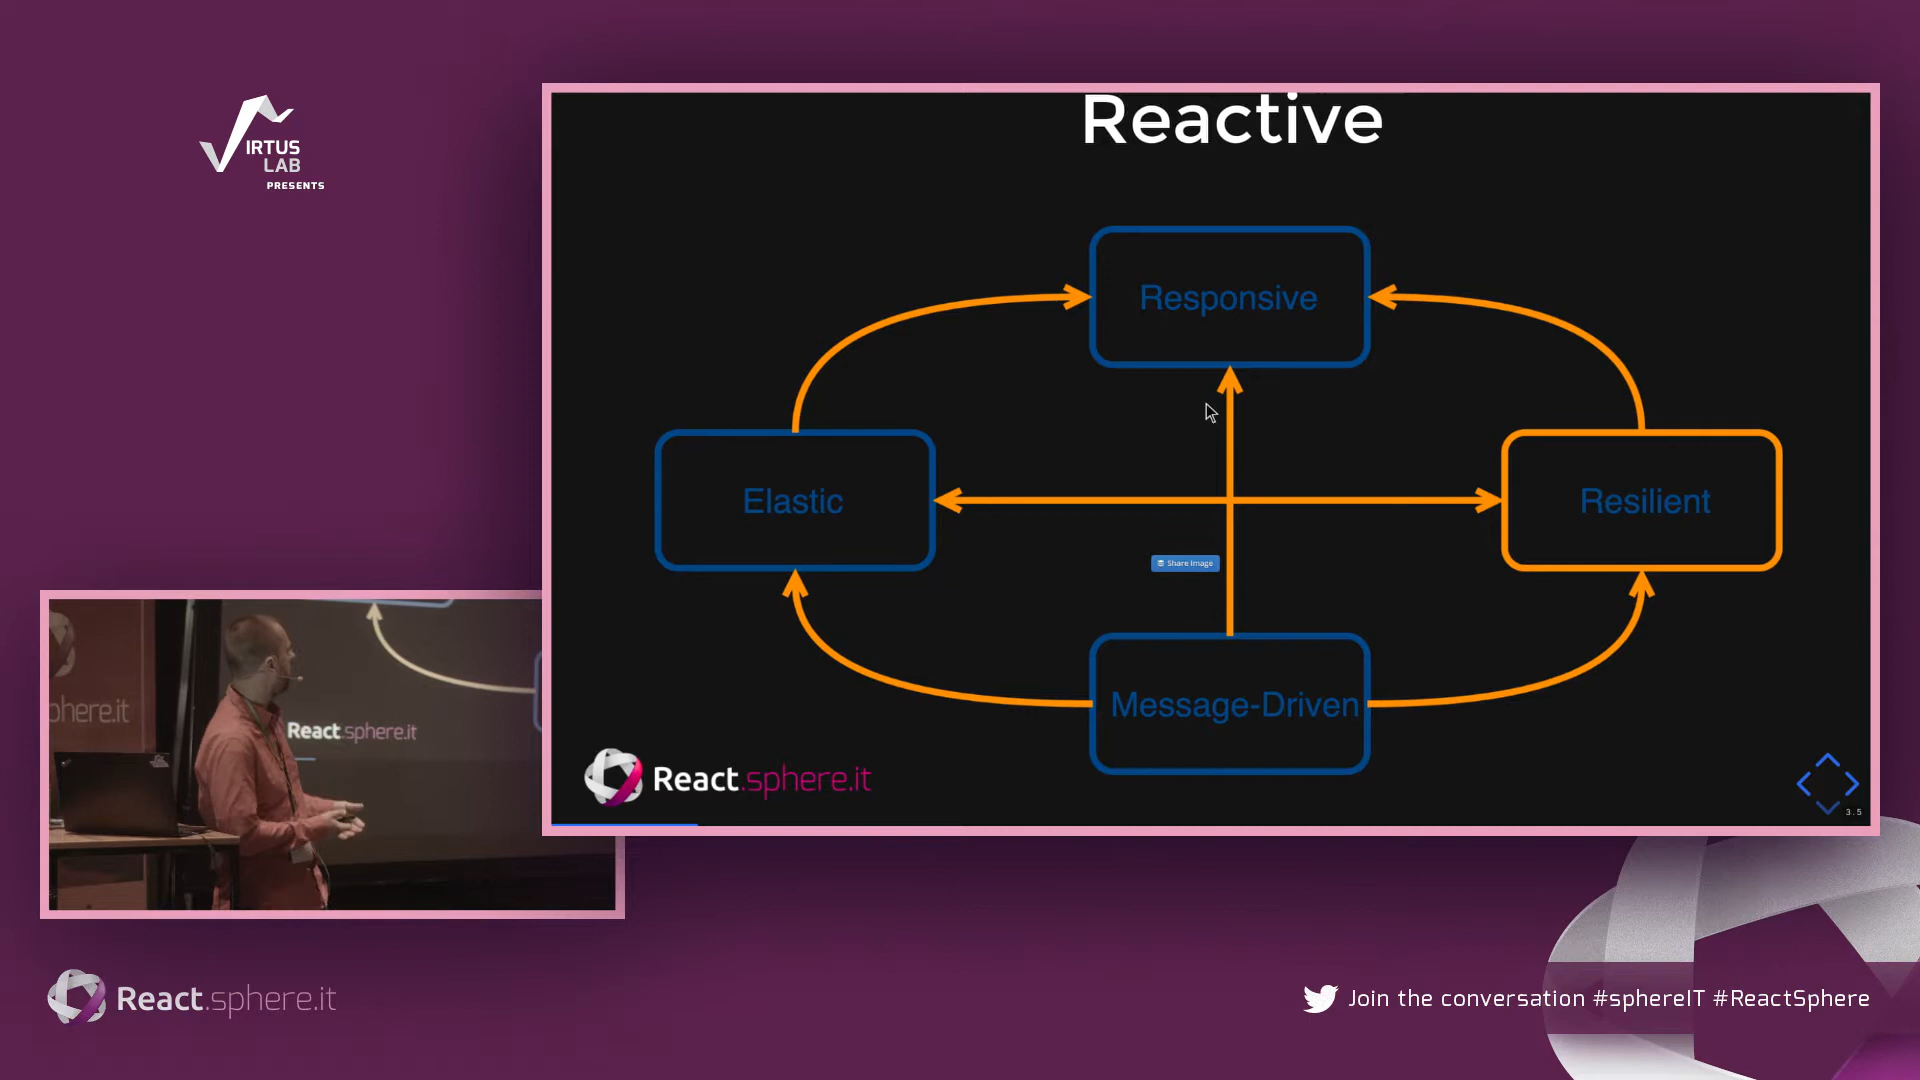 VIRTUS
LAB
PRESENTS
Reactive
Responsive
Elastic
Resilient
Share Image
Message-Driven
React.sphere.it
3.5
phere.it
React.sphere.it
React.sphere.it
Join the conversation #sphereIT #ReactSphere